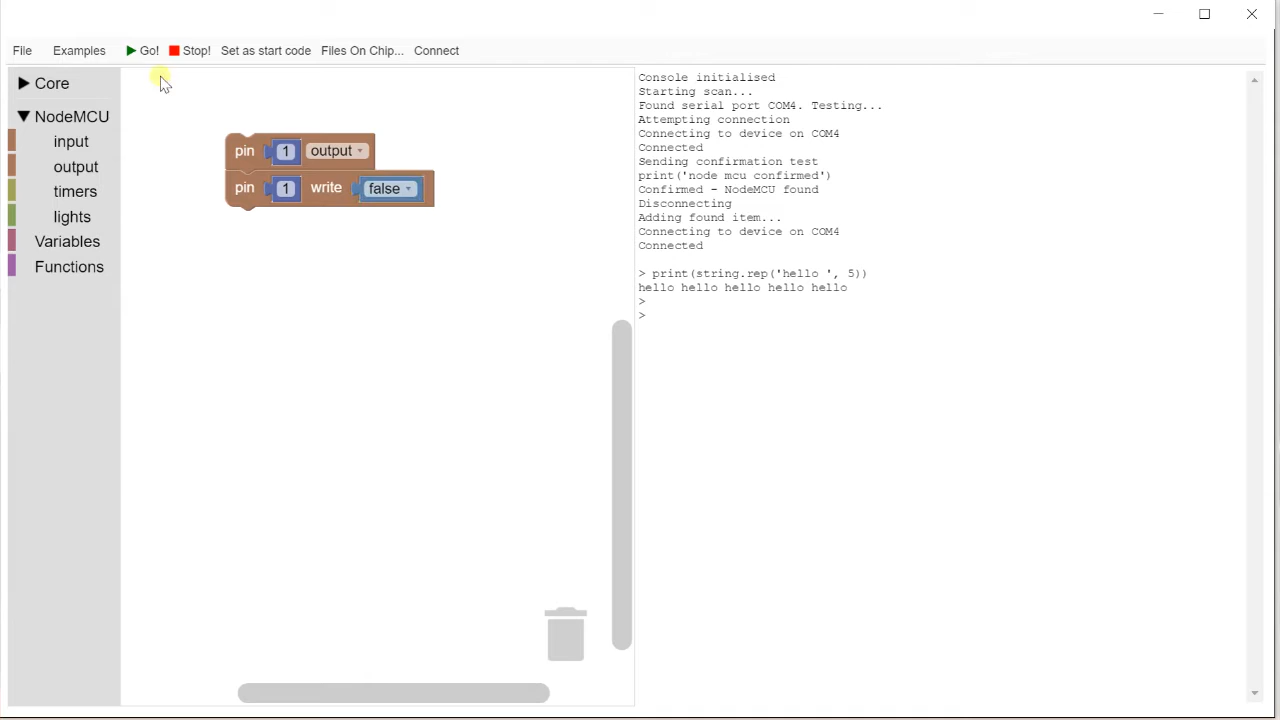 File Examples Go! Stop! Set as start code Files On Chip... Connect
Core
NodeMCU
input
output
timers
lights
Variables
Functions
pin 1 output
pin 1 write false
Console initialised
Starting scan...
Found serial port COM4. Testing...
Attempting connection
Connecting to device on COM4
Connected
Sending confirmation test
print('node mcu confirmed')
Confirmed - NodeMCU found
Disconnecting
Adding found item...
Connecting to device on COM4
Connected
> print(string.rep('hello ', 5))
hello hello hello hello hello
>
>